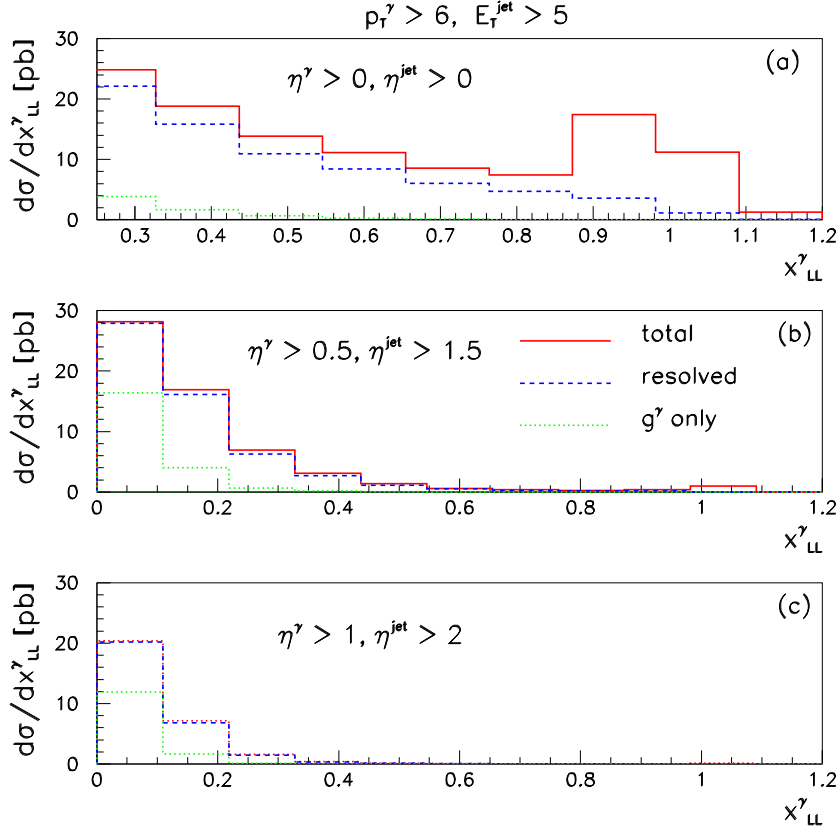 p_T^γ > 6, E_T^jet > 5
30
20
10
0
dσ/dx^γ_LL [pb]
η^γ > 0, η^jet > 0
(a)
0.3 0.4 0.5 0.6 0.7 0.8 0.9 1 1.1 1.2
x^γ_LL
30
20
10
0
dσ/dx^γ_LL [pb]
η^γ > 0.5, η^jet > 1.5
(b)
total
resolved
g^γ only
0 0.2 0.4 0.6 0.8 1 1.2
x^γ_LL
30
20
10
0
dσ/dx^γ_LL [pb]
η^γ > 1, η^jet > 2
(c)
0 0.2 0.4 0.6 0.8 1 1.2
x^γ_LL